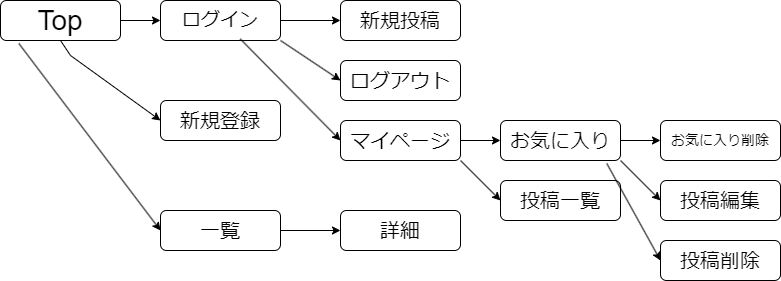 Top
ログイン
新規投稿
ログアウト
新規登録
マイページ
お気に入り
お気に入り削除
投稿一覧
投稿編集
一覧
詳細
投稿削除